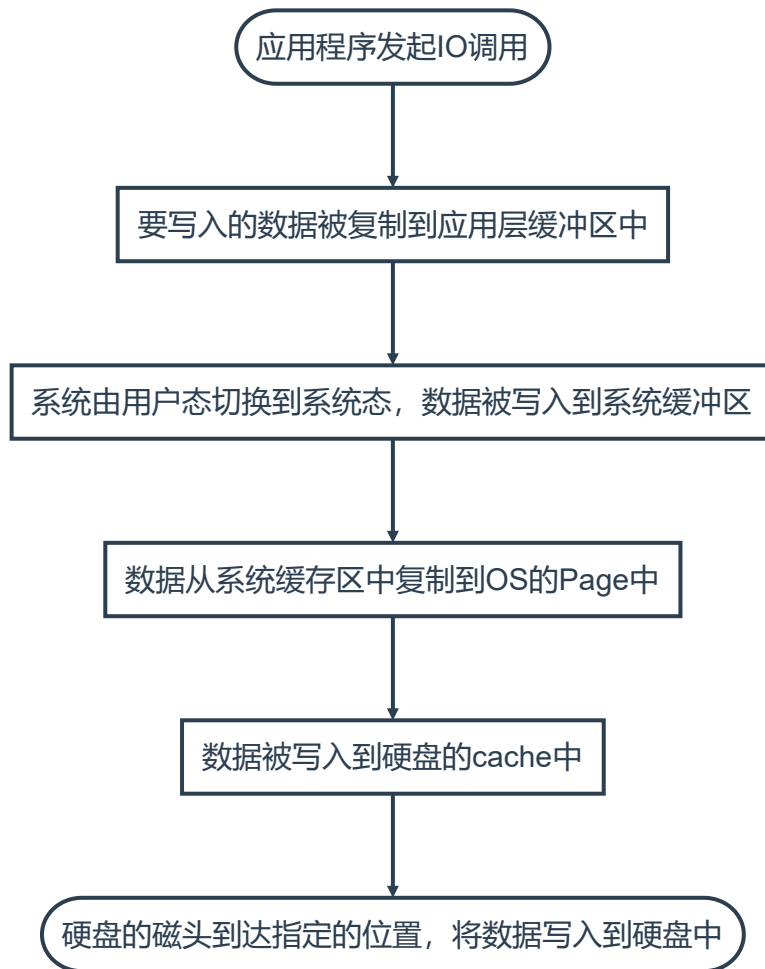 应用程序发起IO调用
要写入的数据被复制到应用层缓冲区中
系统由用户态切换到系统态，数据被写入到系统缓冲区
数据从系统缓存区中复制到OS的Page中
数据被写入到硬盘的cache中
硬盘的磁头到达指定的位置，将数据写入到硬盘中